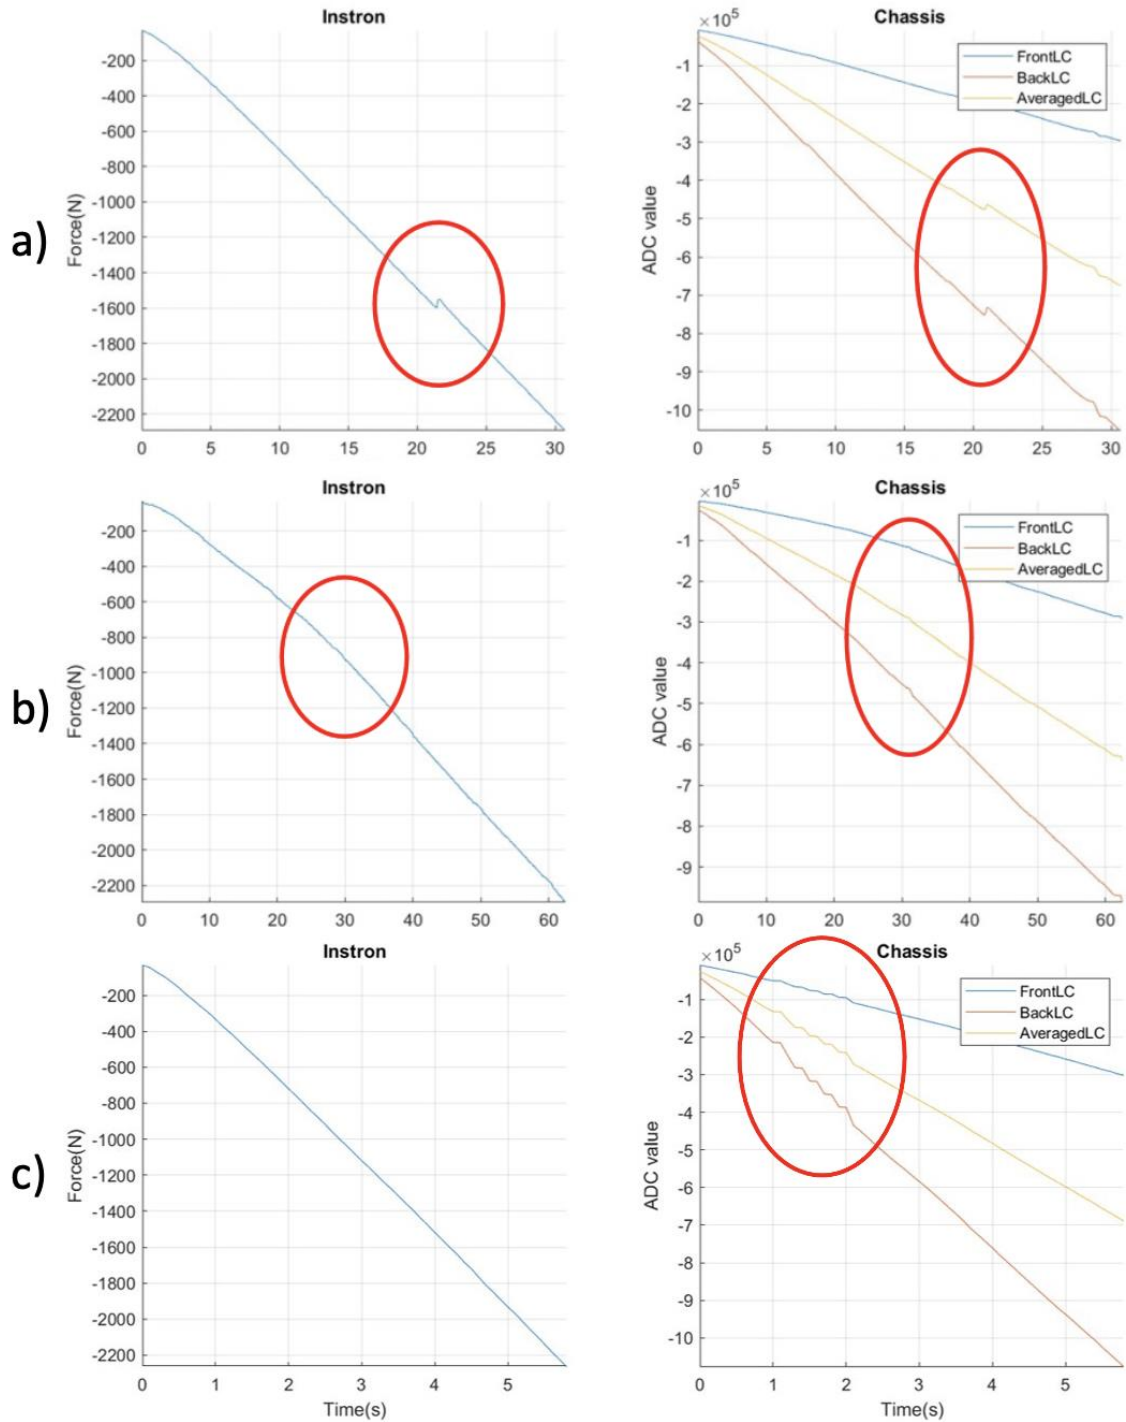 Instron
-200
-400
-600
-800
-1000
-1200
-1400
-1600
-1800
-2000
-2200
Force(N)
0 5 10 15 20 25 30
a)
Chassis
×10⁵
-1
-2
-3
-4
-5
-6
-7
-8
-9
-10
ADC value
0 5 10 15 20 25 30
FrontLC
BackLC
AveragedLC
Instron
-200
-400
-600
-800
-1000
-1200
-1400
-1600
-1800
-2000
-2200
Force(N)
0 10 20 30 40 50 60
b)
Chassis
×10⁵
-1
-2
-3
-4
-5
-6
-7
-8
-9
ADC value
0 10 20 30 40 50 60
FrontLC
BackLC
AveragedLC
Instron
-200
-400
-600
-800
-1000
-1200
-1400
-1600
-1800
-2000
-2200
Force(N)
0 1 2 3 4 5
Time(s)
c)
Chassis
×10⁵
-1
-2
-3
-4
-5
-6
-7
-8
-9
-10
ADC value
0 1 2 3 4 5
Time(s)
FrontLC
BackLC
AveragedLC